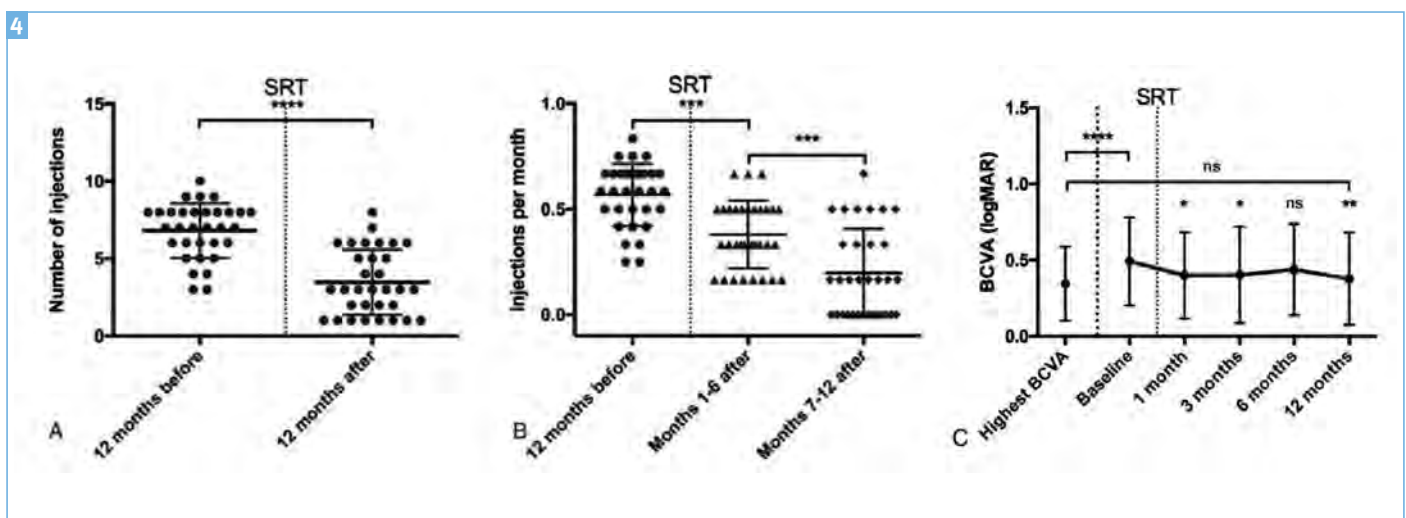 4
SRT
****
Number of injections
15
10
5
0
12 months before
12 months after
A
SRT
***
***
Injections per month
1.0
0.5
0.0
12 months before
Months 1-6 after
Months 7-12 after
B
SRT
****
ns
* * ns **
BCVA (logMAR)
1.5
1.0
0.5
0.0
Highest BCVA
Baseline
1 month
3 months
6 months
12 months
C